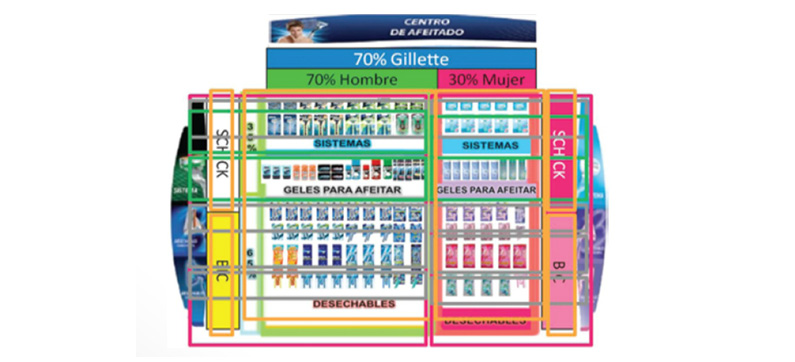 CENTRO
DE AFEITADO
70% Gillette
70% Hombre
30% Mujer
SCHICK
SCHICK
SISTEMAS
SISTEMAS
GELES PARA AFEITAR
GELES PARA AFEITAR
BIC
BIC
DESECHABLES
DESECHABLES